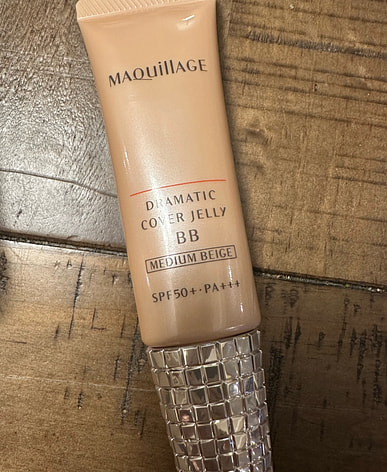 MAQuillAGE
DRAMATIC
COVER JELLY
BB
MEDIUM BEIGE
SPF50+·PA+++